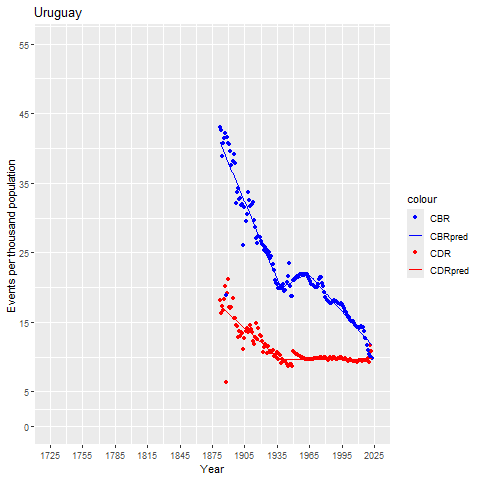 Uruguay
Events per thousand population
55
45
35
25
15
5
0
1725 1755 1785 1815 1845 1875 1905 1935 1965 1995 2025
Year
colour
CBR
CBRpred
CDR
CDRpred